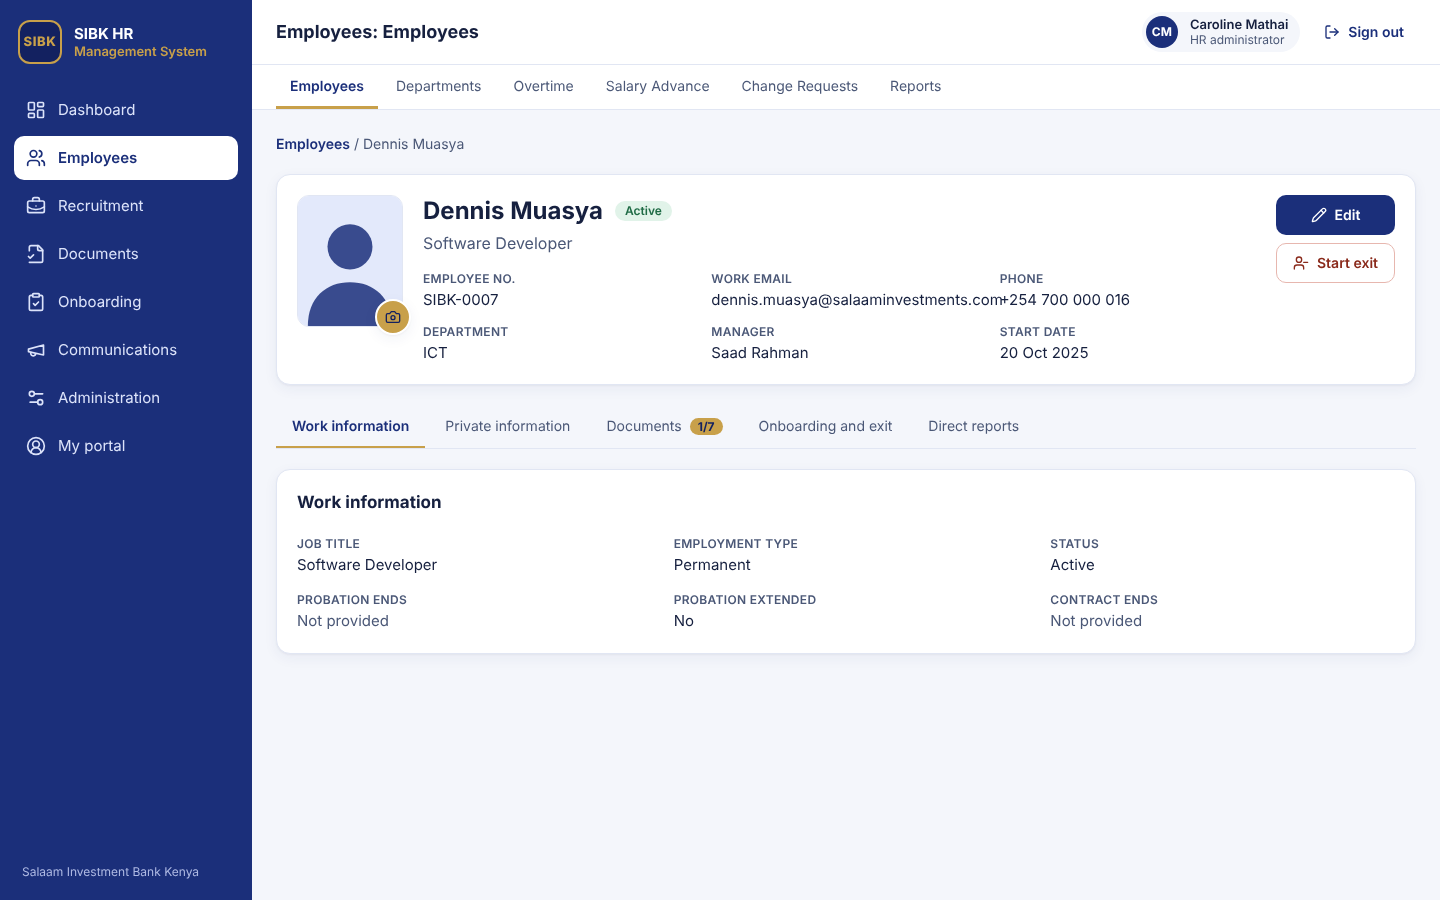 SIBK
SIBK HR
Management System
Dashboard
Employees
Recruitment
Documents
Onboarding
Communications
Administration
My portal
Salaam Investment Bank Kenya
Employees: Employees
CM
Caroline Mathai
HR administrator
Sign out
Employees Departments Overtime Salary Advance Change Requests Reports
Employees / Dennis Muasya
Dennis Muasya Active
Software Developer
Edit
Start exit
EMPLOYEE NO. WORK EMAIL PHONE
SIBK-0007 dennis.muasya@salaaminvestments.com +254 700 000 016
DEPARTMENT MANAGER START DATE
ICT Saad Rahman 20 Oct 2025
Work information Private information Documents 1/7 Onboarding and exit Direct reports
Work information
JOB TITLE EMPLOYMENT TYPE STATUS
Software Developer Permanent Active
PROBATION ENDS PROBATION EXTENDED CONTRACT ENDS
Not provided No Not provided